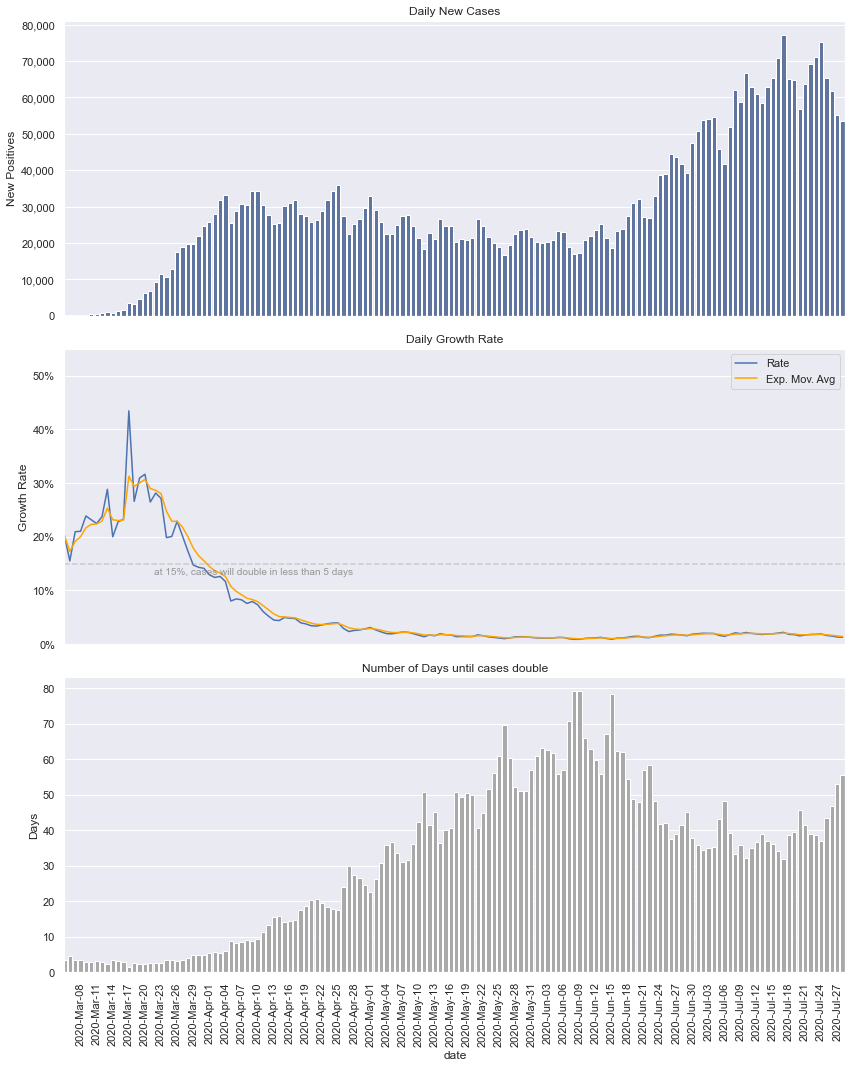 Daily New Cases
80,000
70,000
60,000
50,000
40,000
30,000
20,000
10,000
0
New Positives
Daily Growth Rate
50%
40%
30%
20%
10%
0%
Growth Rate
Rate
Exp. Mov. Avg
at 15%, cases will double in less than 5 days
Number of Days until cases double
80
70
60
50
40
30
20
10
0
Days
2020-Mar-08
2020-Mar-11
2020-Mar-14
2020-Mar-17
2020-Mar-20
2020-Mar-23
2020-Mar-26
2020-Mar-29
2020-Apr-01
2020-Apr-04
2020-Apr-07
2020-Apr-10
2020-Apr-13
2020-Apr-16
2020-Apr-19
2020-Apr-22
2020-Apr-25
2020-Apr-28
2020-May-01
2020-May-04
2020-May-07
2020-May-10
2020-May-13
2020-May-16
2020-May-19
2020-May-22
2020-May-25
2020-May-28
2020-May-31
2020-Jun-03
2020-Jun-06
2020-Jun-09
2020-Jun-12
2020-Jun-15
2020-Jun-18
2020-Jun-21
2020-Jun-24
2020-Jun-27
2020-Jun-30
2020-Jul-03
2020-Jul-06
2020-Jul-09
2020-Jul-12
2020-Jul-15
2020-Jul-18
2020-Jul-21
2020-Jul-24
2020-Jul-27
date